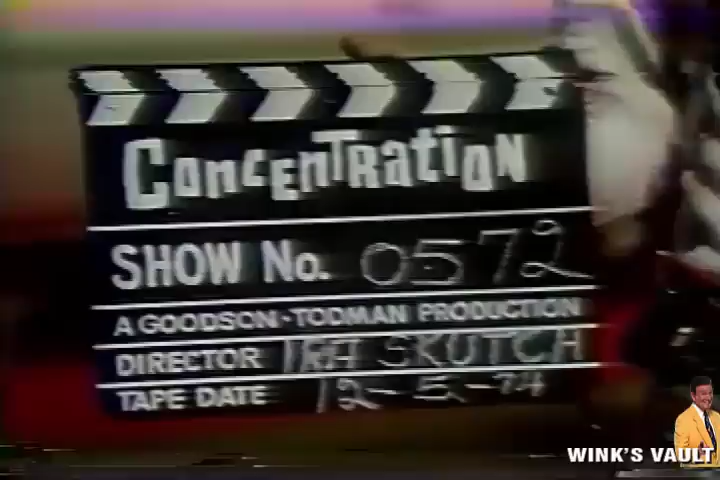 ConcenTRatioN
SHOW No. 0572
A GOODSON-TODMAN PRODUCTION
DIRECTOR IRA SKUTCH
TAPE DATE 12-5-74
WINK'S VAULT